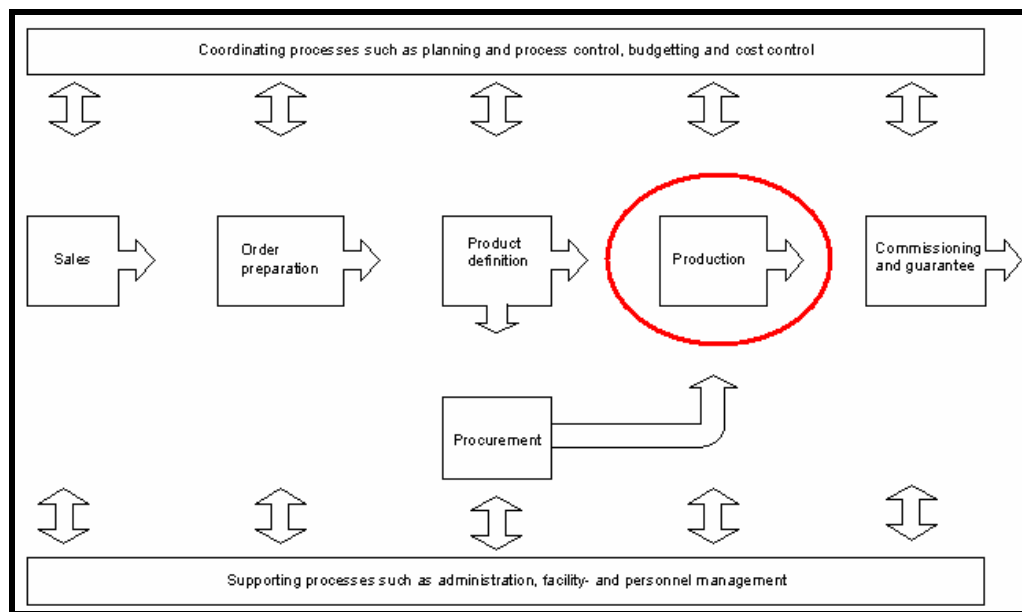 Coordinating processes such as planning and process control, budgetting and cost control
Sales
Order
preparation
Product
definition
Production
Commissioning
and guarantee
Procurement
Supporting processes such as administration, facility- and personnel management